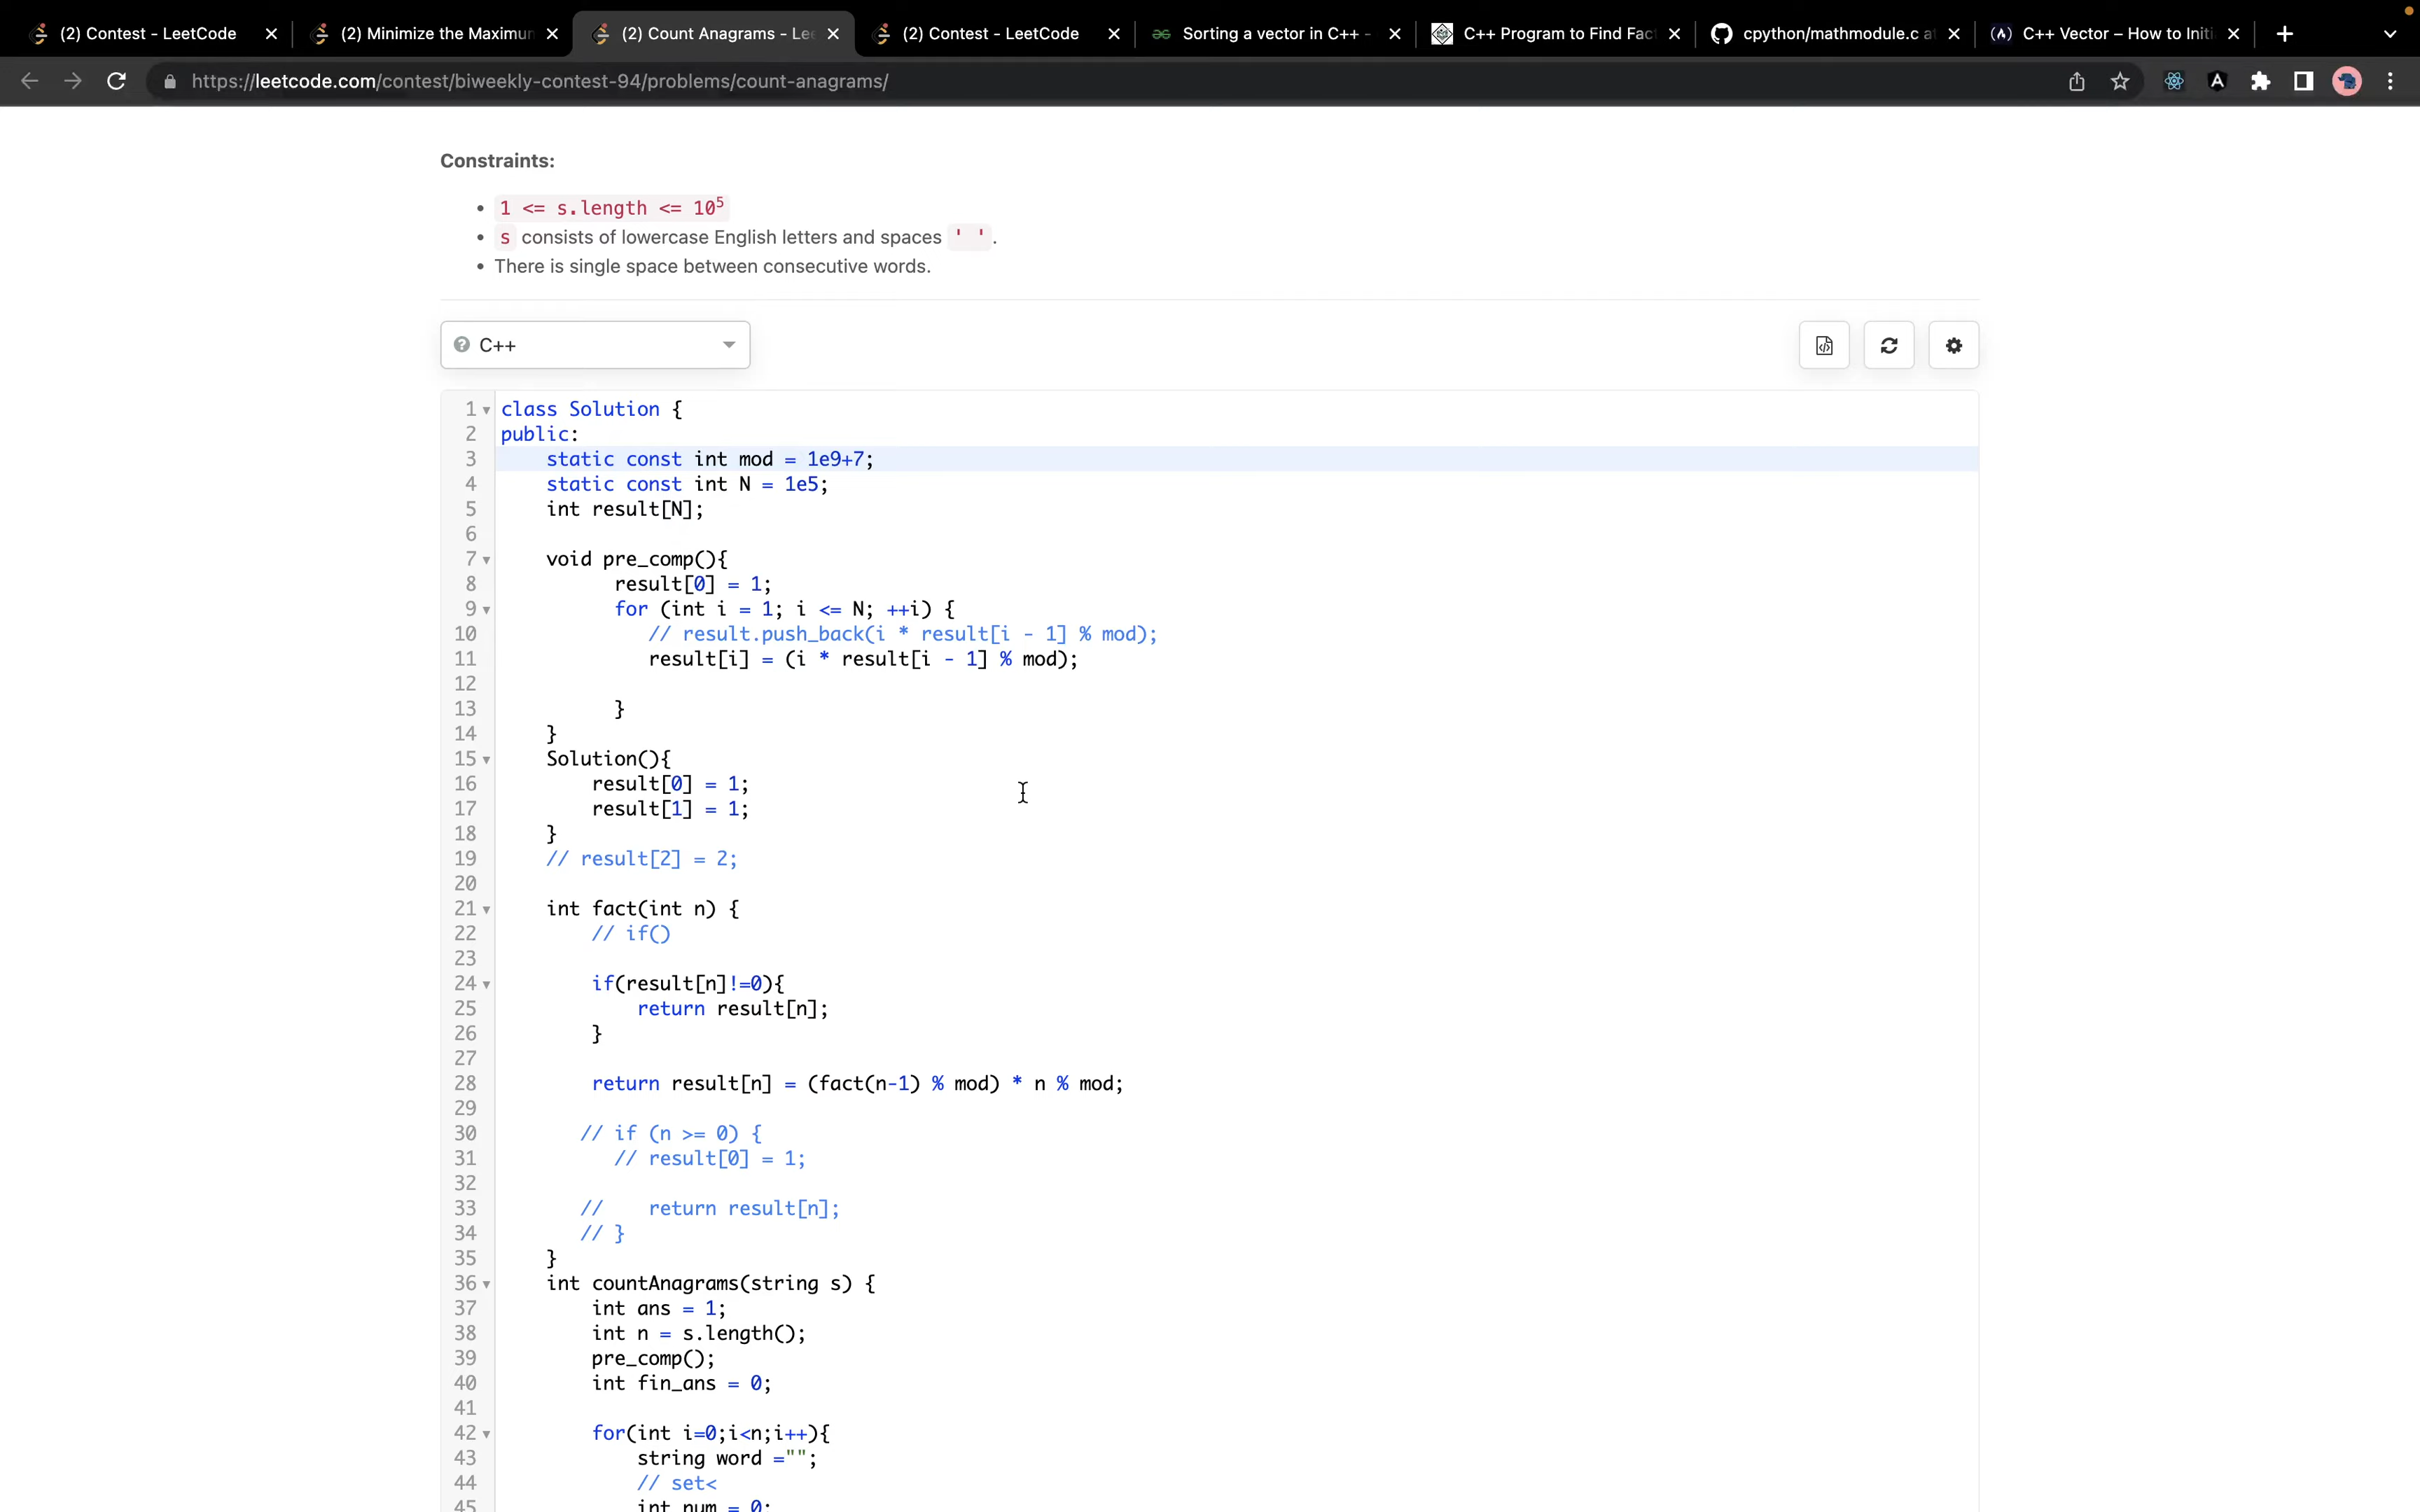 (2) Contest - LeetCode (2) Minimize the Maximum (2) Count Anagrams - Lee (2) Contest - LeetCode Sorting a vector in C++ - C++ Program to Find Fac cpython/mathmodule.c at C++ Vector – How to Initi
https://leetcode.com/contest/biweekly-contest-94/problems/count-anagrams/
Constraints:
• 1 <= s.length <= 10⁵
• s consists of lowercase English letters and spaces ' '.
• There is single space between consecutive words.
C++
1 class Solution {
2 public:
3 static const int mod = 1e9+7;
4 static const int N = 1e5;
5 int result[N];
6
7 void pre_comp(){
8 result[0] = 1;
9 for (int i = 1; i <= N; ++i) {
10 // result.push_back(i * result[i - 1] % mod);
11 result[i] = (i * result[i - 1] % mod);
12
13 }
14 }
15 Solution(){
16 result[0] = 1;
17 result[1] = 1;
18 }
19 // result[2] = 2;
20
21 int fact(int n) {
22 // if()
23
24 if(result[n]!=0){
25 return result[n];
26 }
27
28 return result[n] = (fact(n-1) % mod) * n % mod;
29
30 // if (n >= 0) {
31 // result[0] = 1;
32
33 // return result[n];
34 // }
35 }
36 int countAnagrams(string s) {
37 int ans = 1;
38 int n = s.length();
39 pre_comp();
40 int fin_ans = 0;
41
42 for(int i=0;i<n;i++){
43 string word ="";
44 // set<
45 int num = 0;